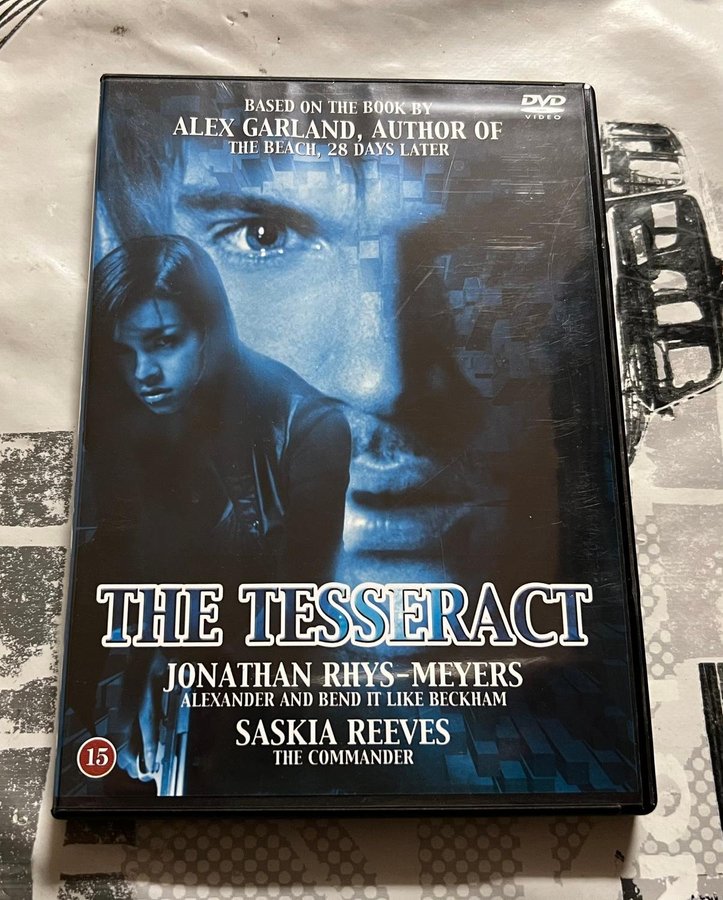 BASED ON THE BOOK BY
DVD
VIDEO
ALEX GARLAND, AUTHOR OF
THE BEACH, 28 DAYS LATER
THE TESSERACT
JONATHAN RHYS-MEYERS
ALEXANDER AND BEND IT LIKE BECKHAM
SASKIA REEVES
THE COMMANDER
15